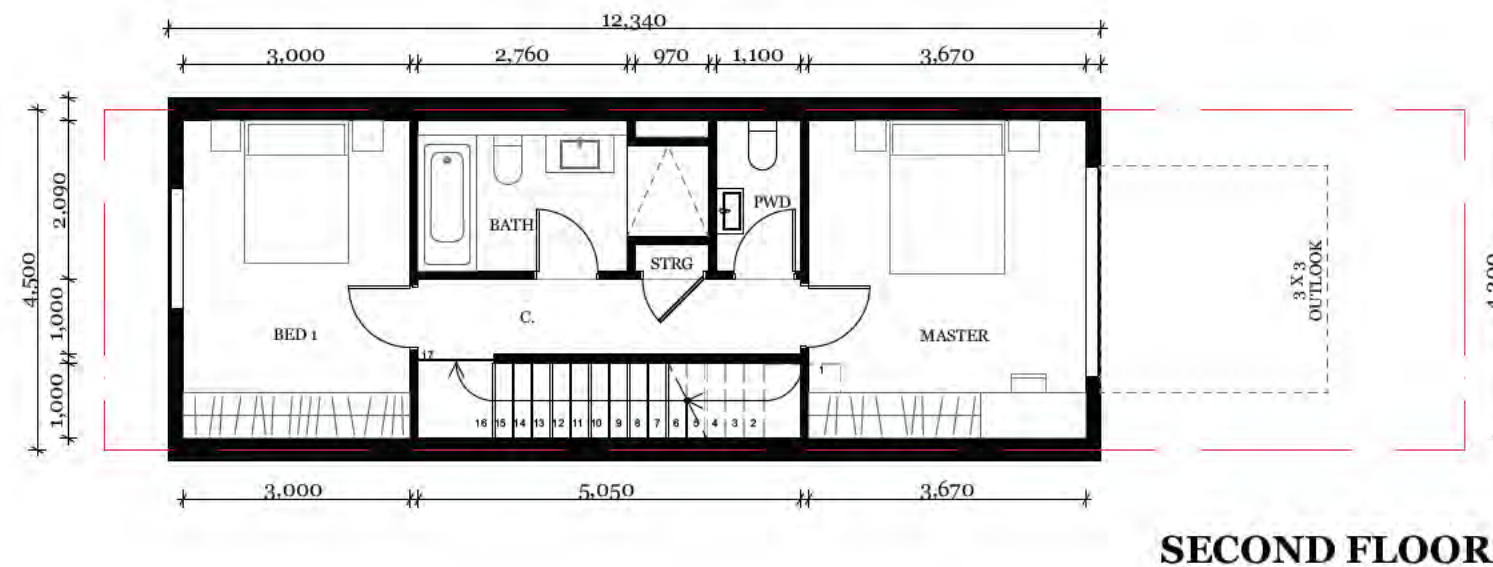 12,340
3,000 2,760 970 1,100 3,670
4,500
2,090
1,000
1,000
BATH
PWD
STRG
BED 1
C.
MASTER
3 X 3
OUTLOOK
17
1
16 15 14 13 12 11 10 9 8 7 6 5 4 3 2
3,000 5,050 3,670
SECOND FLOOR